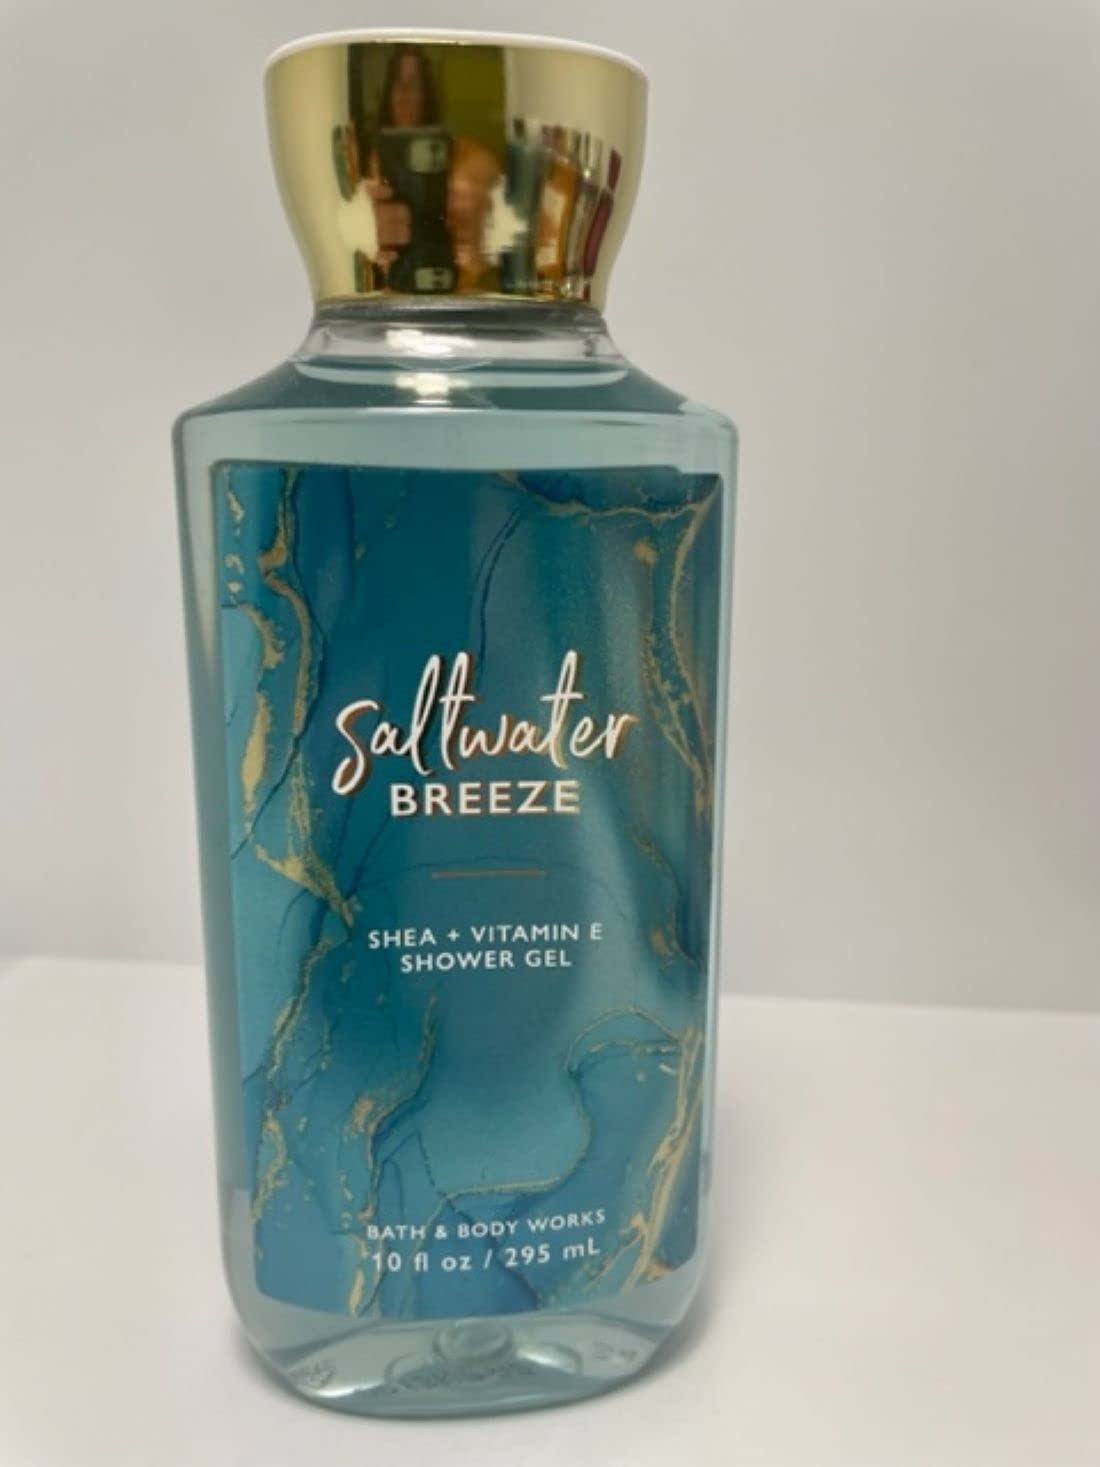 saltwater
BREEZE
SHEA + VITAMIN E
SHOWER GEL
BATH & BODY WORKS
10 fl oz / 295 mL